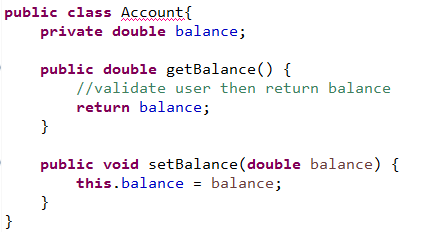 public class Account{
private double balance;
public double getBalance() {
//validate user then return balance
return balance;
}
public void setBalance(double balance) {
this.balance = balance;
}
}